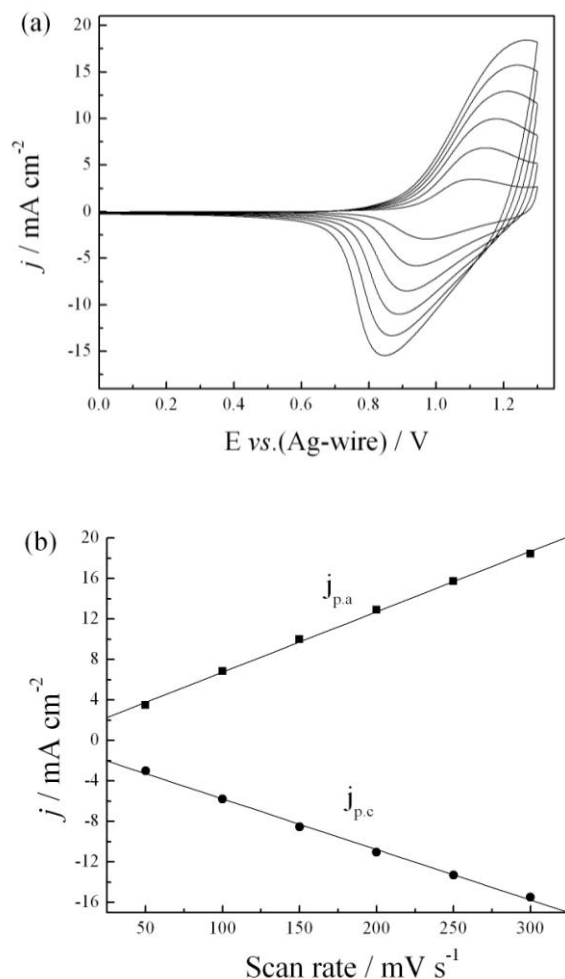 (a)
20
15
10
5
0
-5
-10
-15
j / mA cm⁻²
0.0 0.2 0.4 0.6 0.8 1.0 1.2
E vs.(Ag-wire) / V
(b)
20
16
12
8
4
0
-4
-8
-12
-16
j / mA cm⁻²
j p.a
j p.c
50 100 150 200 250 300
Scan rate / mV s⁻¹